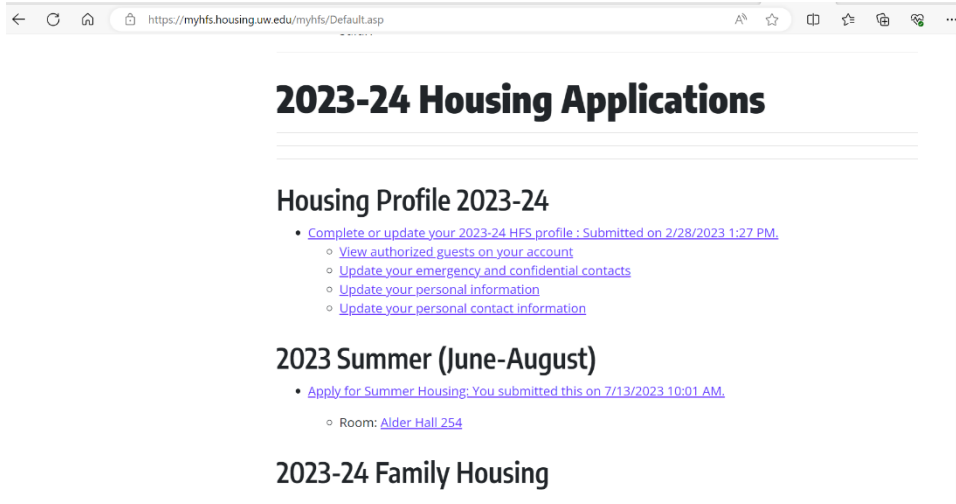 https://myhfs.housing.uw.edu/myhfs/Default.asp
2023-24 Housing Applications
Housing Profile 2023-24
Complete or update your 2023-24 HFS profile : Submitted on 2/28/2023 1:27 PM.
View authorized guests on your account
Update your emergency and confidential contacts
Update your personal information
Update your personal contact information
2023 Summer (June-August)
Apply for Summer Housing: You submitted this on 7/13/2023 10:01 AM.
Room: Alder Hall 254
2023-24 Family Housing